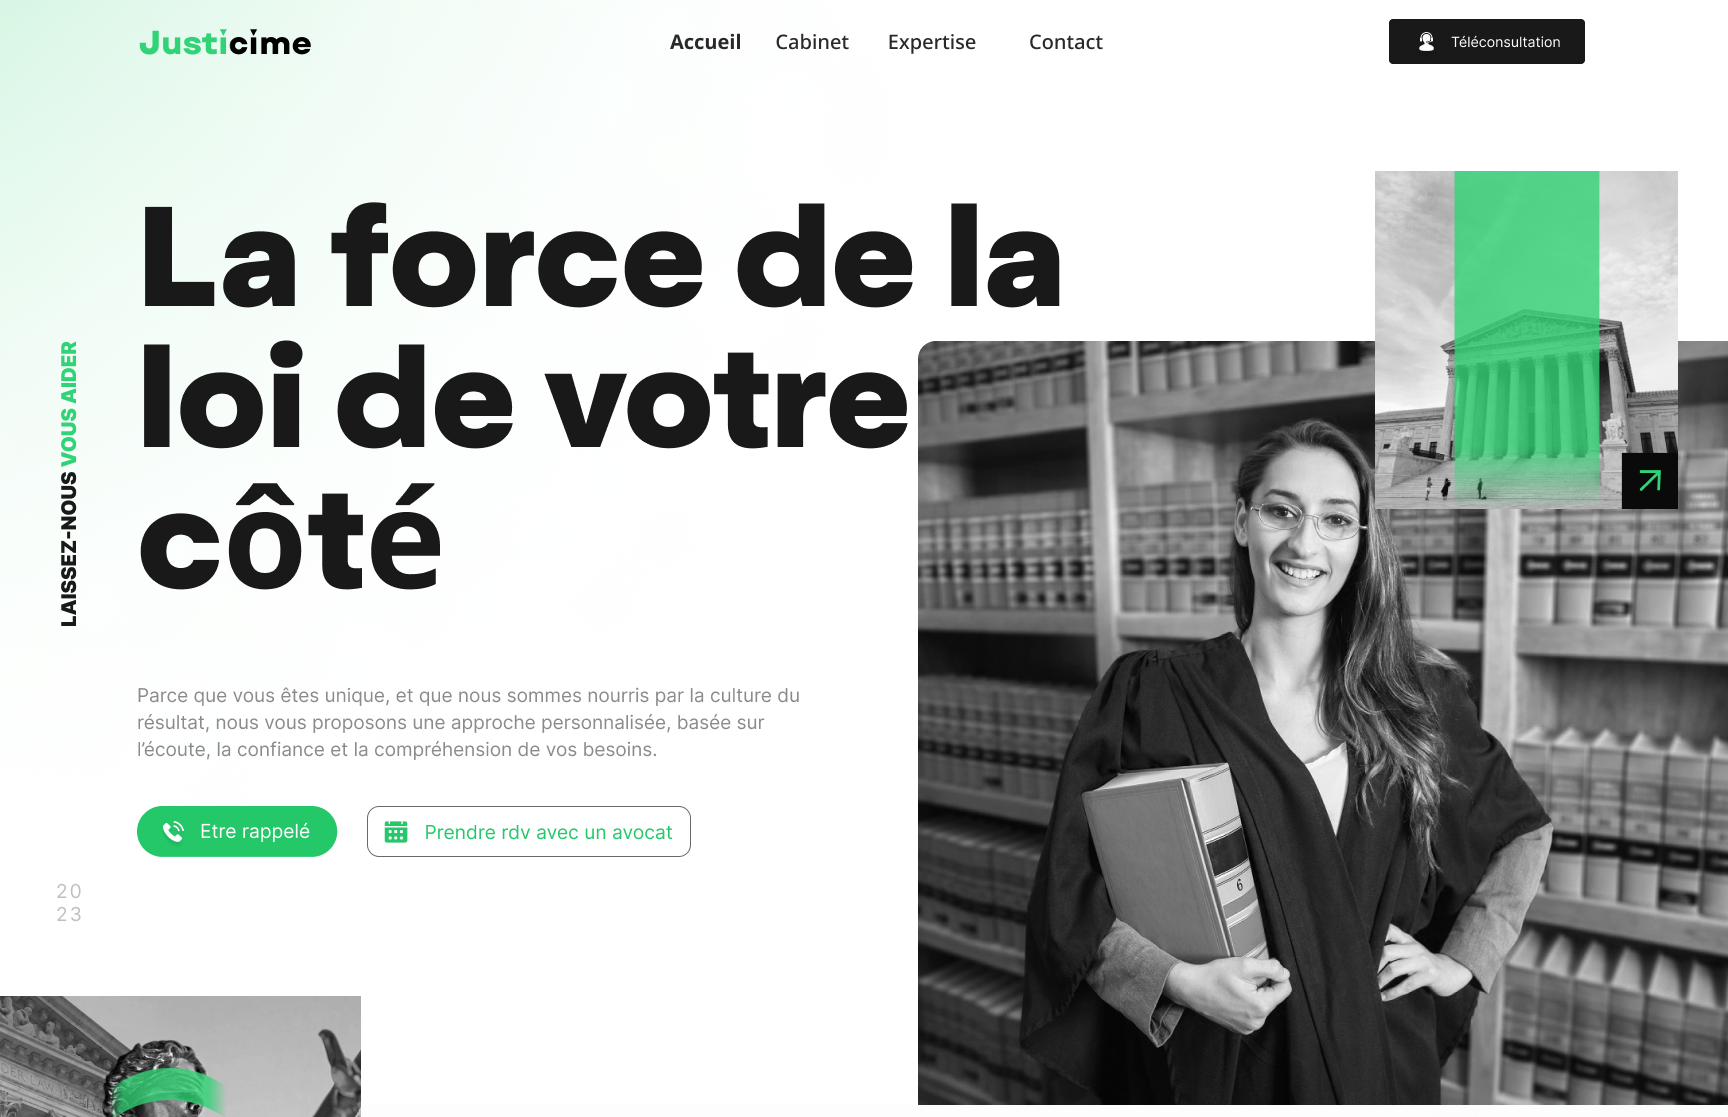 Justicime
Accueil
Cabinet
Expertise
Contact
Téléconsultation
La force de la
loi de votre
côté
LAISSEZ-NOUS VOUS AIDER
Parce que vous êtes unique, et que nous sommes nourris par la culture du
résultat, nous vous proposons une approche personnalisée, basée sur
l’écoute, la confiance et la compréhension de vos besoins.
Etre rappelé
Prendre rdv avec un avocat
6
20
23